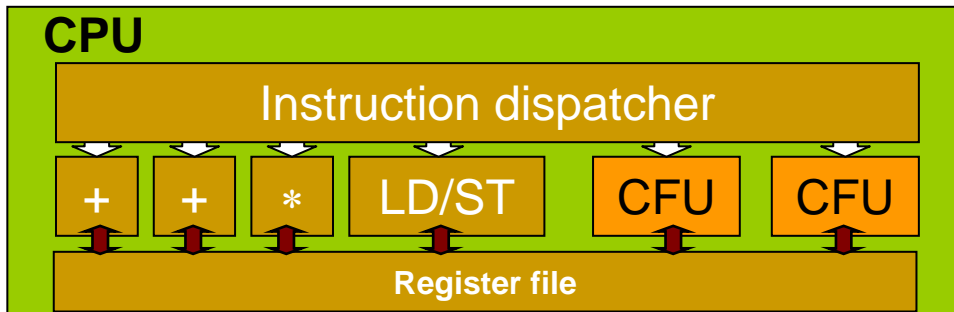 CPU
Instruction dispatcher
+ + * LD/ST CFU CFU
Register file